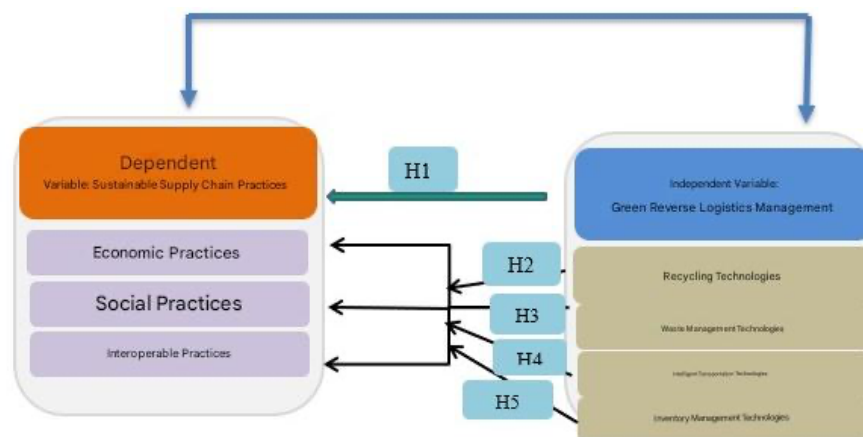 Dependent
Variable: Sustainable Supply Chain Practices
Economic Practices
Social Practices
Interoperable Practices
H1
H2
H3
H4
H5
Independent Variable:
Green Reverse Logistics Management
Recycling Technologies
Waste Management Technologies
Intelligent Transportation Technologies
Inventory Management Technologies